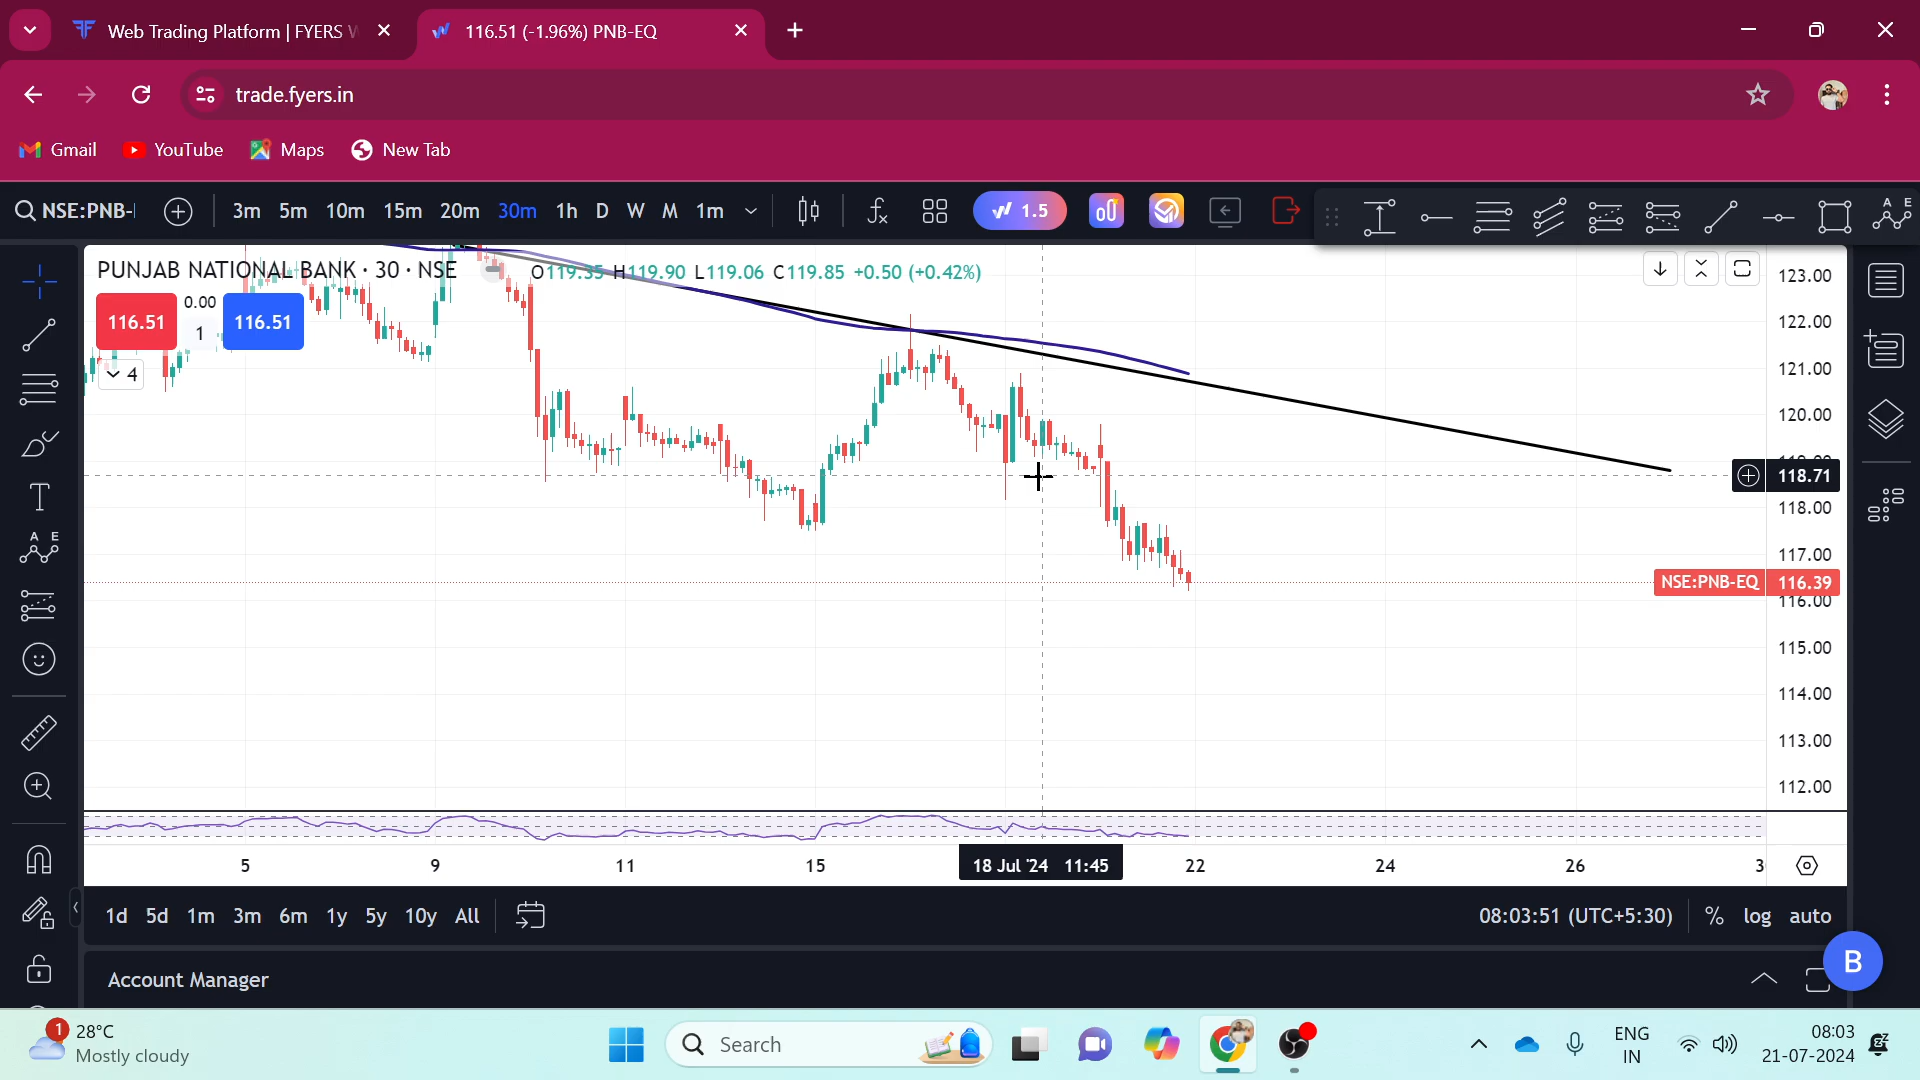 Web Trading Platform | FYERS W
116.51 (-1.96%) PNB-EQ
trade.fyers.in
Gmail
YouTube
Maps
New Tab
NSE:PNB-
3m 5m 10m 15m 20m 30m 1h D W M 1m
1.5
PUNJAB NATIONAL BANK · 30 · NSE
O119.35 H119.90 L119.06 C119.85 +0.50 (+0.42%)
116.51
0.00
1
116.51
4
123.00
122.00
121.00
120.00
118.71
118.00
117.00
NSE:PNB-EQ 116.39
116.00
115.00
114.00
113.00
112.00
5 9 11 15 18 Jul '24 11:45 22 24 26
1d 5d 1m 3m 6m 1y 5y 10y All
08:03:51 (UTC+5:30)
% log auto
Account Manager
B
1
28°C
Mostly cloudy
Search
ENG
IN
08:03
21-07-2024